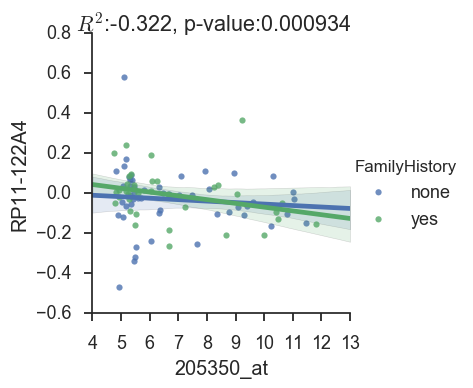 R²:-0.322, p-value:0.000934
0.8
0.6
0.4
0.2
0.0
−0.2
−0.4
−0.6
RP11-122A4
4 5 6 7 8 9 10 11 12 13
205350_at
FamilyHistory
none
yes